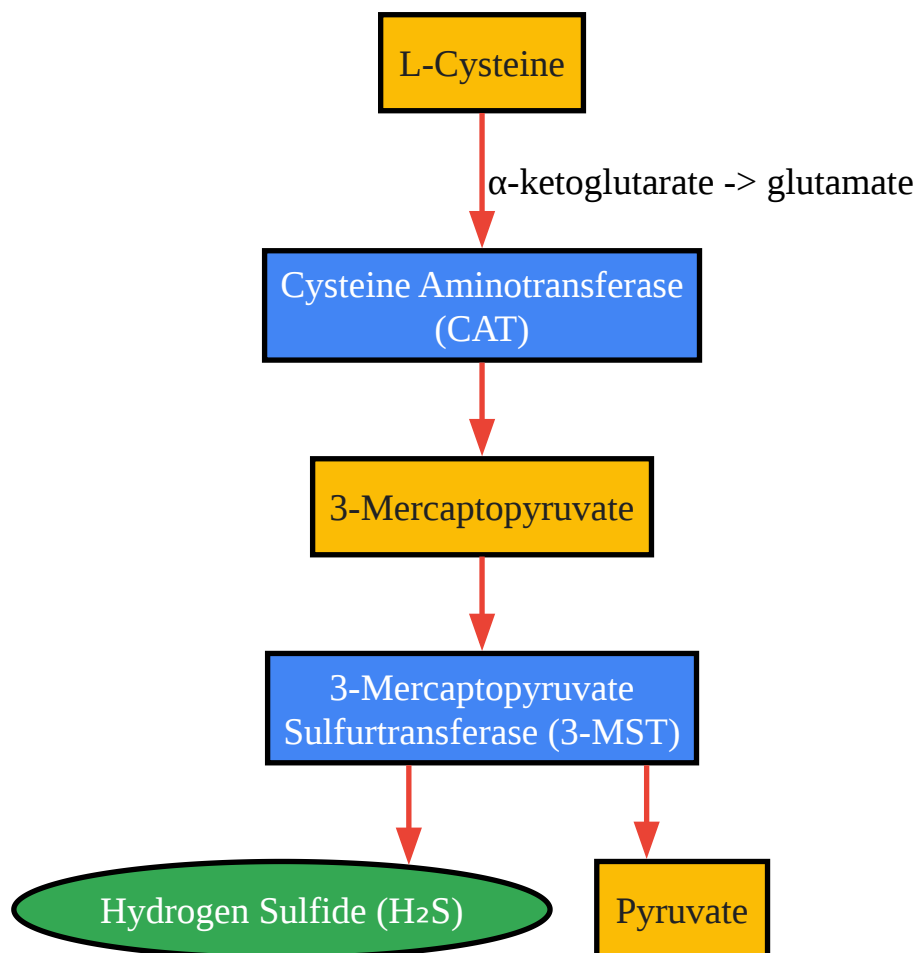 L-Cysteine
α-ketoglutarate -> glutamate
Cysteine Aminotransferase
(CAT)
3-Mercaptopyruvate
3-Mercaptopyruvate
Sulfurtransferase (3-MST)
Hydrogen Sulfide (H₂S)
Pyruvate